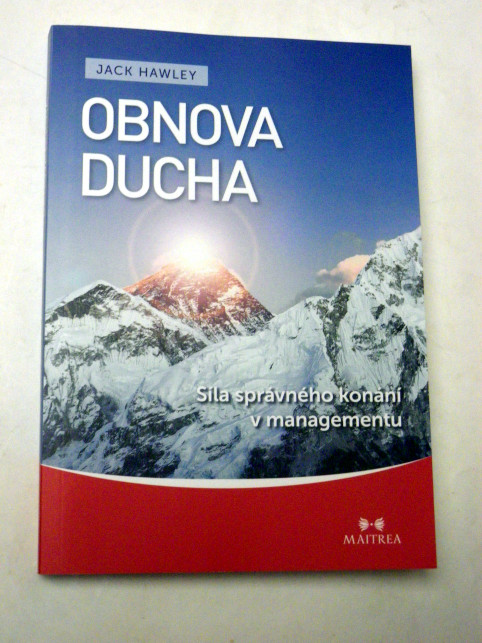 JACK HAWLEY
OBNOVA
DUCHA
Síla správného konání
v managementu
MAITREA